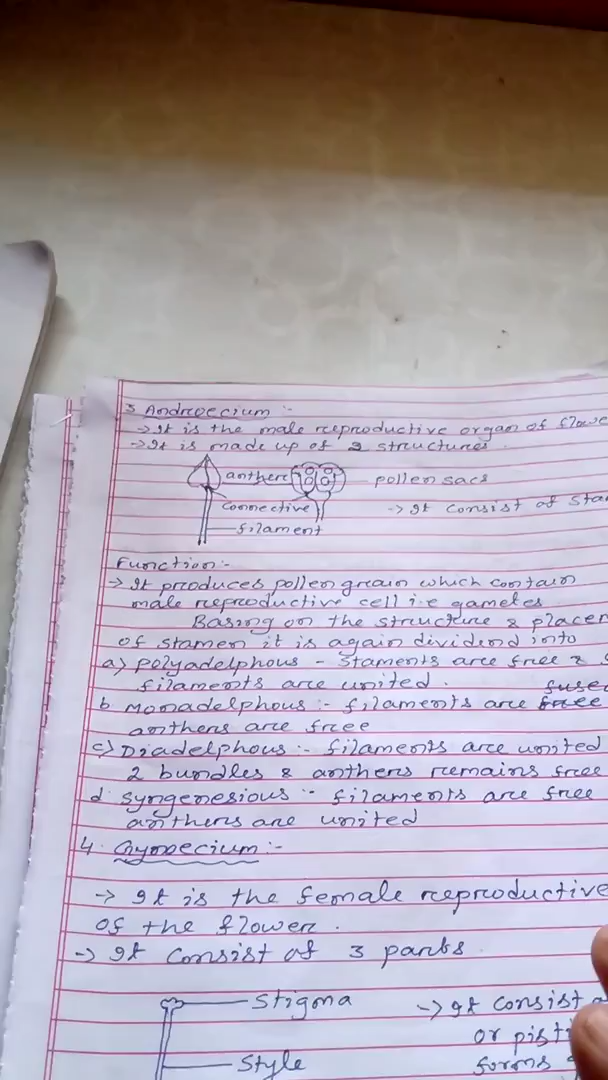 3. Androecium :-
→ It is the male reproductive organ of
→ It is made up of 2 structures
anther
pollen sacs
connective
→ It consist of
filament
Function:-
→ It produces pollen grain which contain
male reproductive cell i.e gametes
Basing on the structure &
of stamen it is again dividend into
a) polyadelphous - staments are free &
filaments are united.
fuse
b. Monadelphous :- filaments are free
anthers are free
c) Diadelphous :- filaments are united
2 bundles & anthers remains free
d. Syngenesious :- filaments are free
anthers are united
4. Gynoecium :-
→ It is the female reproductive
of the flower.
→ It consist of 3 parts.
Stigma
→ It consist
or
Style
forms